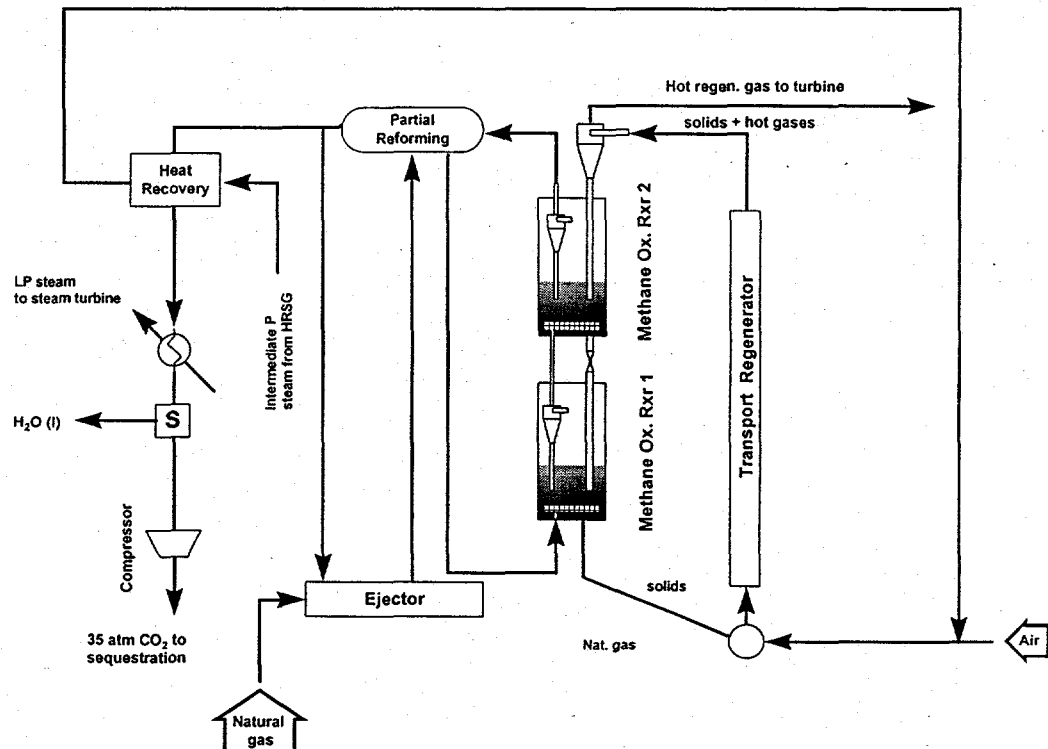 Hot regen. gas to turbine
solids + hot gases
Partial
Reforming
Heat
Recovery
Methane Ox. Rxr 2
LP steam
to steam turbine
Intermediate P
steam from HRSG
Transport Regenerator
H₂O (l)
S
Methane Ox. Rxr 1
Compressor
Ejector
solids
35 atm CO₂ to
sequestration
Nat. gas
Air
Natural
gas